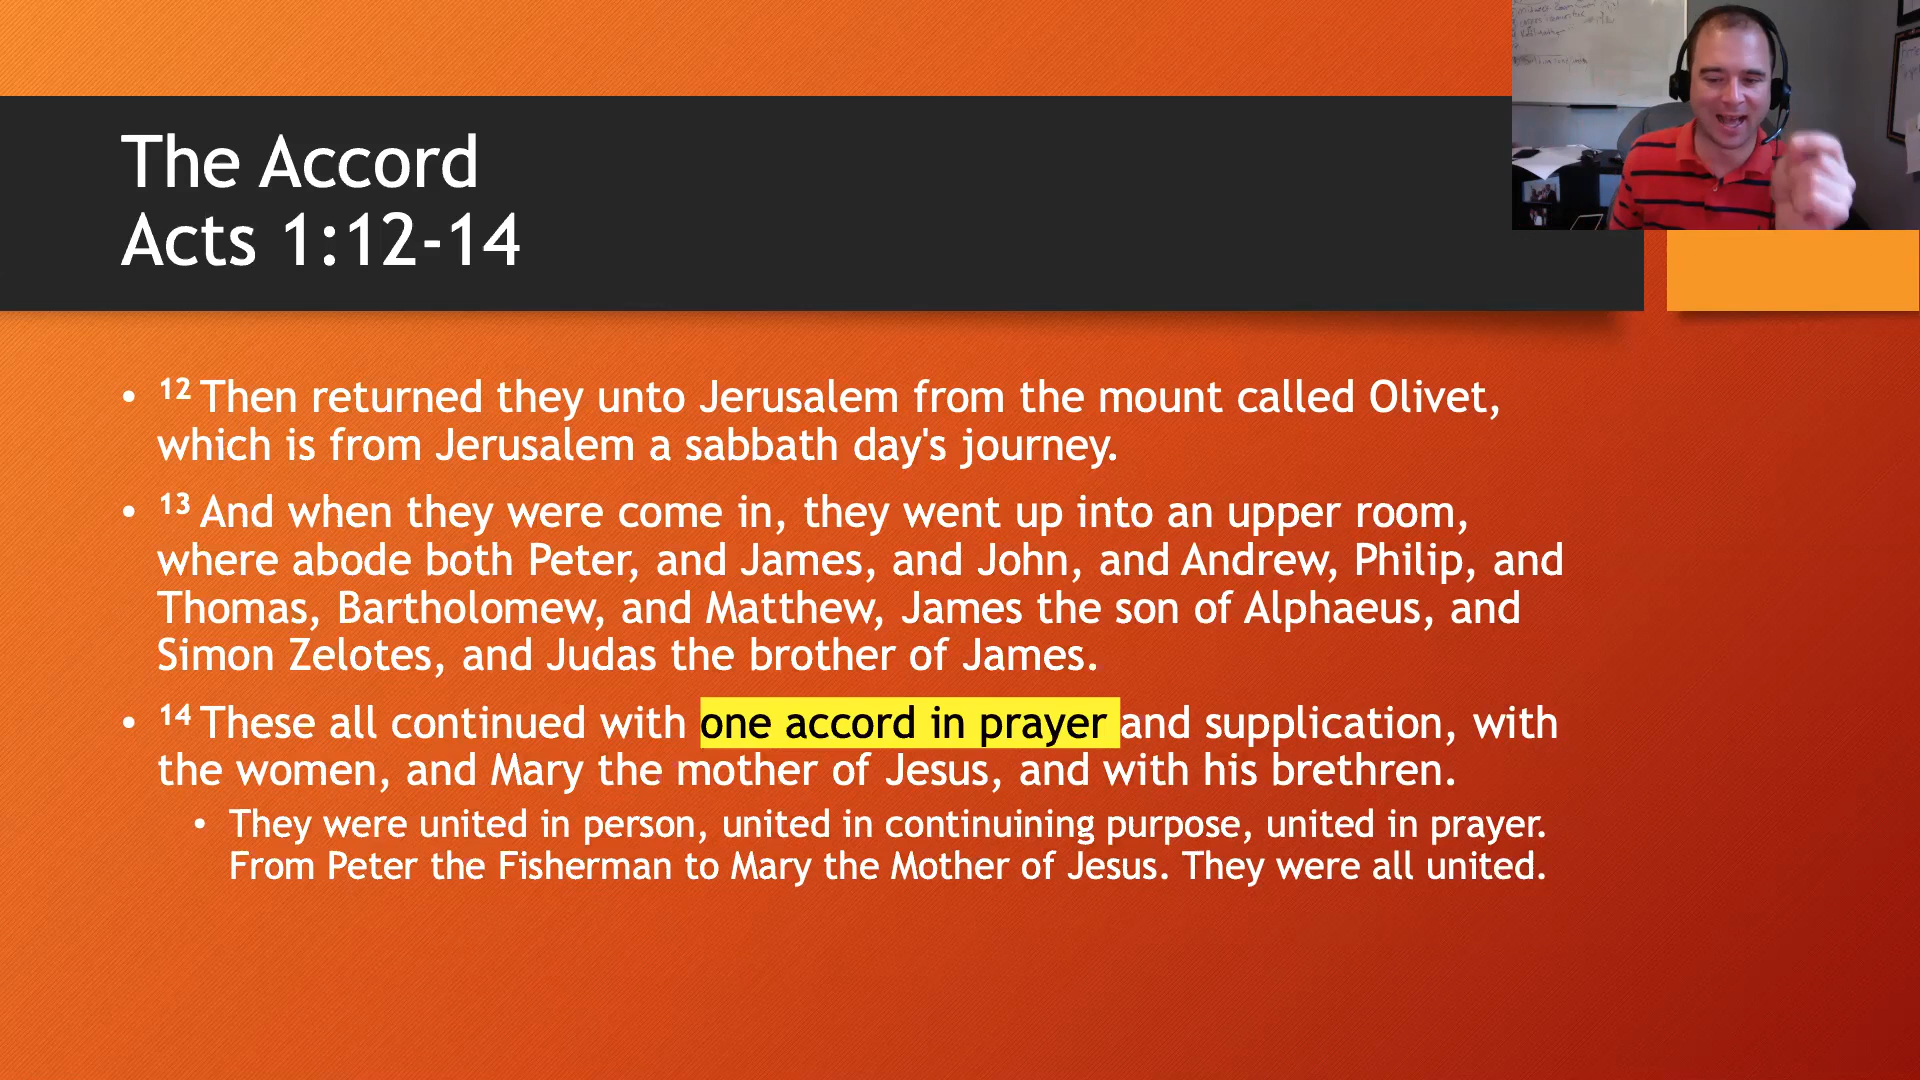 The Accord
Acts 1:12-14
• 12 Then returned they unto Jerusalem from the mount called Olivet,
which is from Jerusalem a sabbath day's journey.
• 13 And when they were come in, they went up into an upper room,
where abode both Peter, and James, and John, and Andrew, Philip, and
Thomas, Bartholomew, and Matthew, James the son of Alphaeus, and
Simon Zelotes, and Judas the brother of James.
• 14 These all continued with one accord in prayer and supplication, with
the women, and Mary the mother of Jesus, and with his brethren.
• They were united in person, united in continuining purpose, united in prayer.
From Peter the Fisherman to Mary the Mother of Jesus. They were all united.